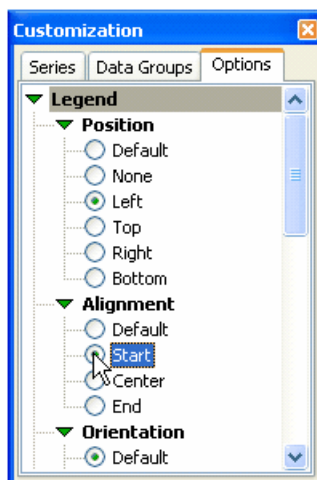 Customization
Series Data Groups Options
Legend
Position
Default
None
Left
Top
Right
Bottom
Alignment
Default
Start
Center
End
Orientation
Default